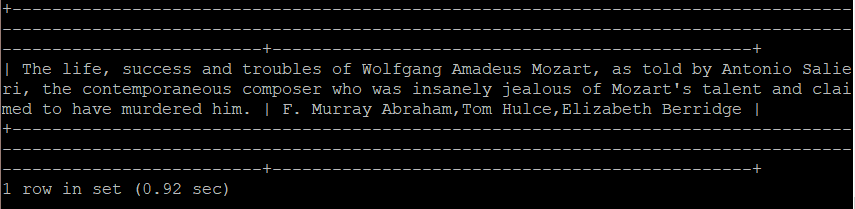 +------------------------------------------------------------------------------------
-------------------------------------------------------------------------------------
--------------------------+------------------------------------------------+
| The life, success and troubles of Wolfgang Amadeus Mozart, as told by Antonio Salie
ri, the contemporaneous composer who was insanely jealous of Mozart's talent and clai
med to have murdered him. | F. Murray Abraham,Tom Hulce,Elizabeth Berridge |
+------------------------------------------------------------------------------------
-------------------------------------------------------------------------------------
--------------------------+------------------------------------------------+
1 row in set (0.92 sec)